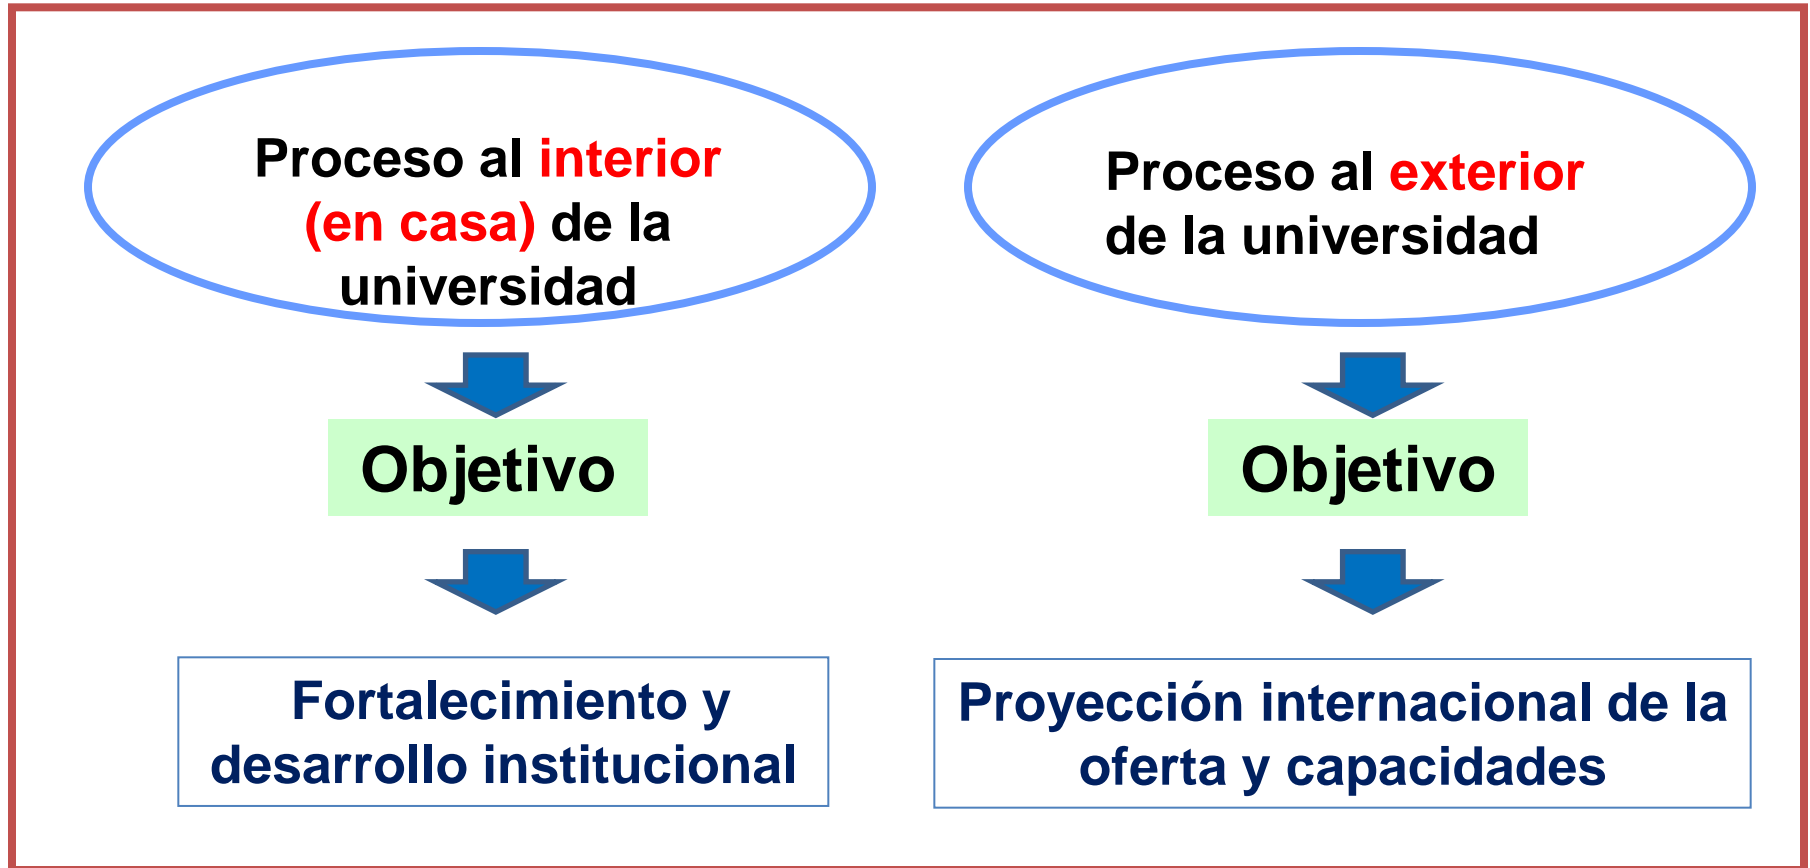 Proceso al interior
(en casa) de la
universidad
Objetivo
Fortalecimiento y
desarrollo institucional
Proceso al exterior
de la universidad
Objetivo
Proyección internacional de la
oferta y capacidades